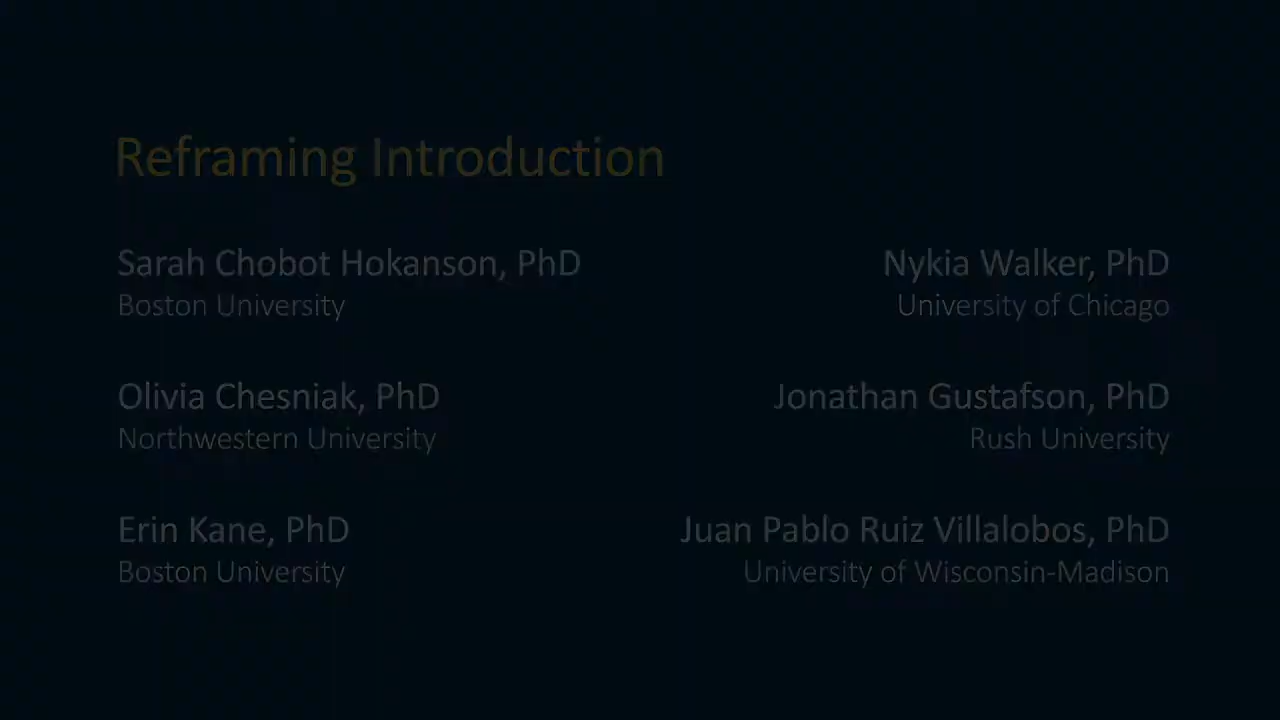 Reframing Introduction
Sarah Chobot Hokanson, PhD
Boston University
Nykia Walker, PhD
University of Chicago
Olivia Chesniak, PhD
Northwestern University
Jonathan Gustafson, PhD
Rush University
Erin Kane, PhD
Boston University
Juan Pablo Ruiz Villalobos, PhD
University of Wisconsin-Madison